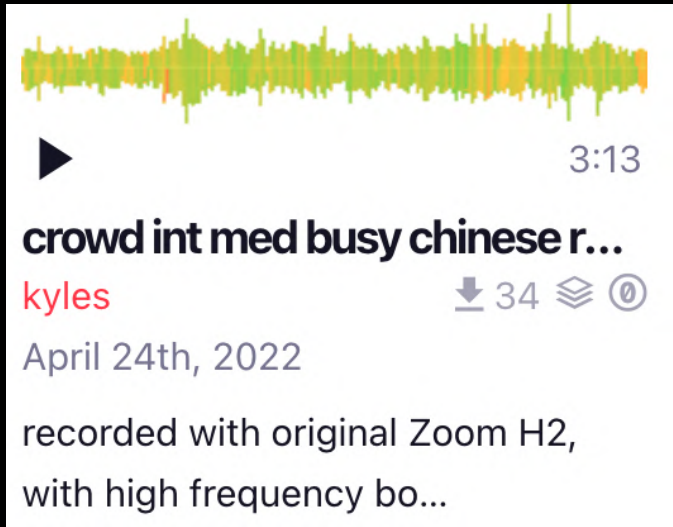 3:13
crowd int med busy chinese r...
kyles
34
April 24th, 2022
recorded with original Zoom H2,
with high frequency bo...